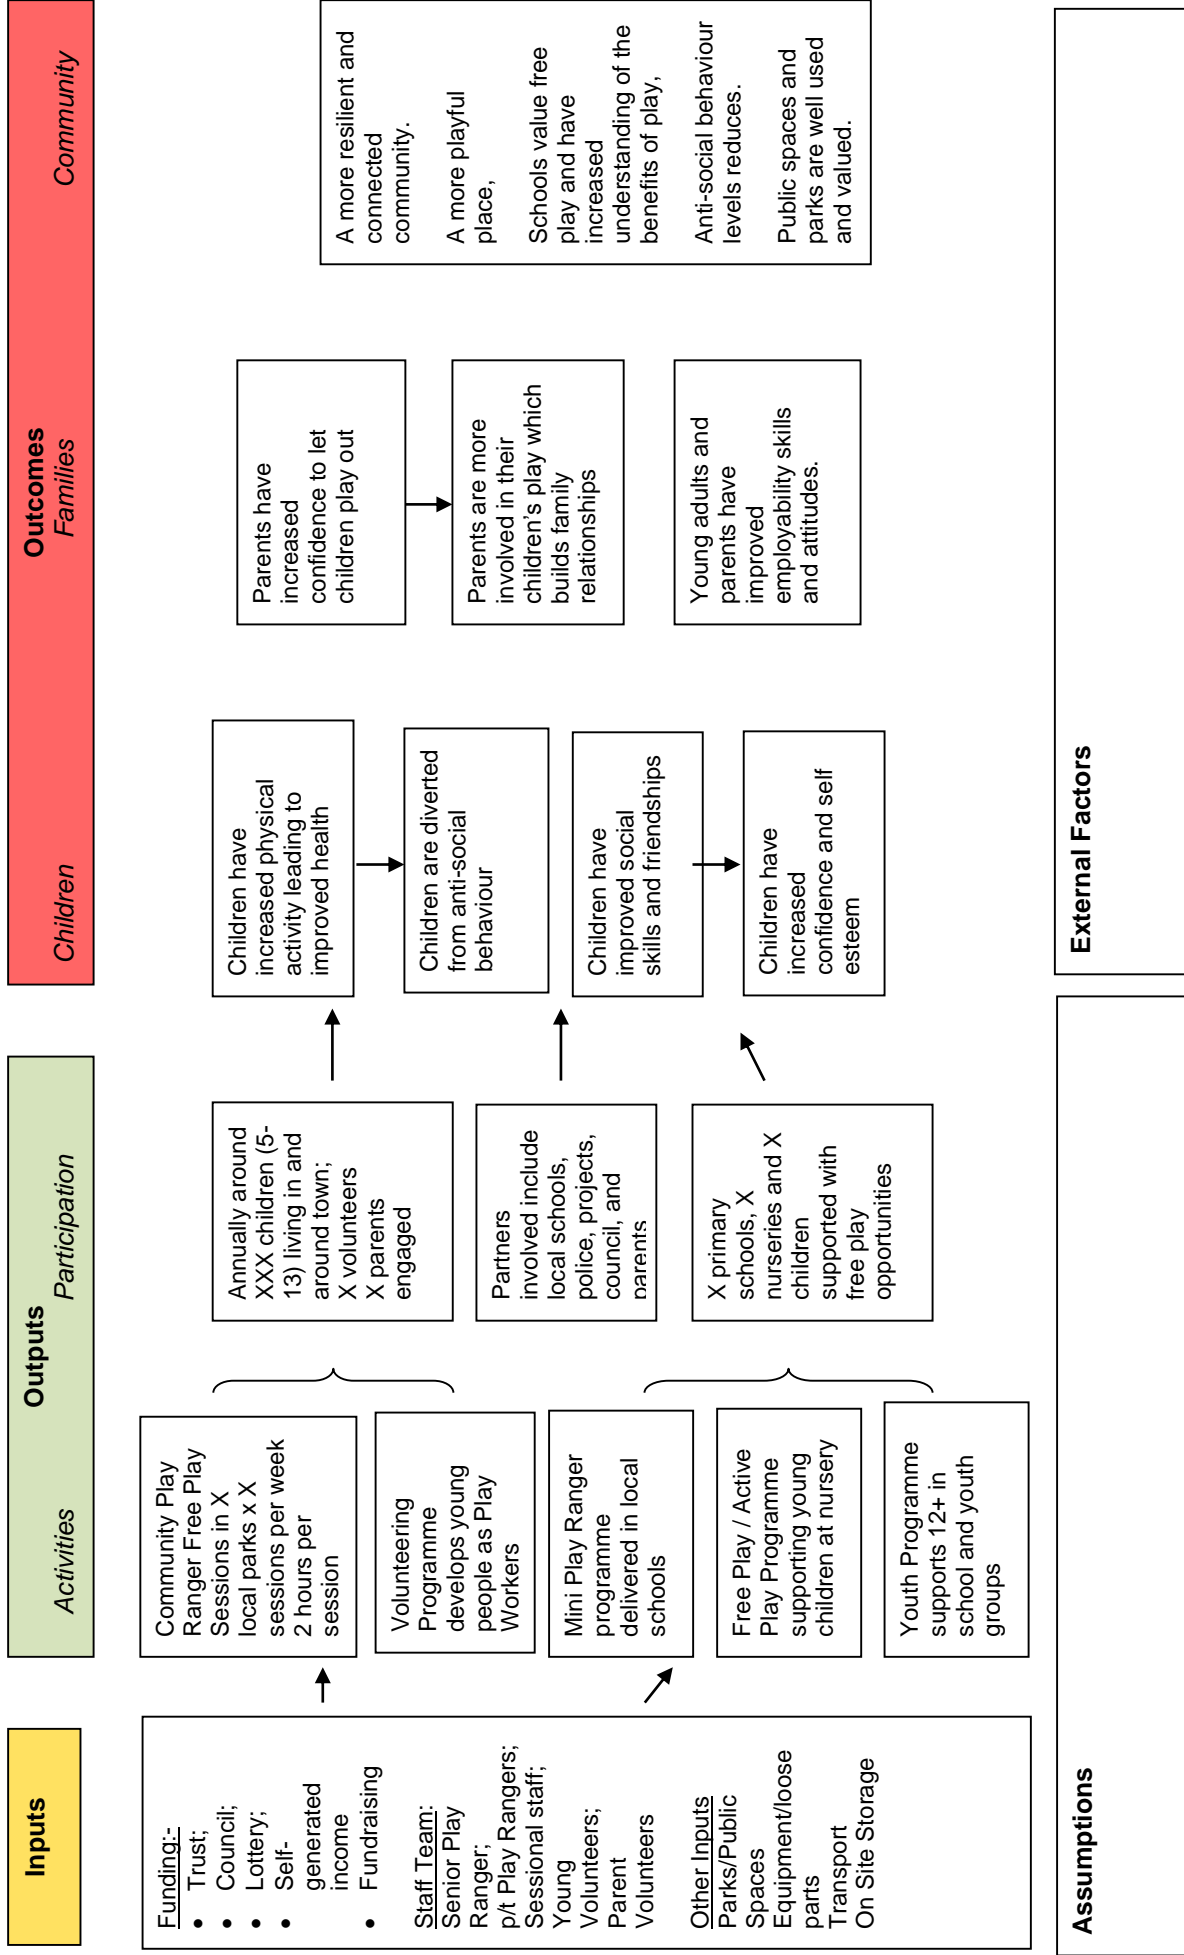 Inputs
Outputs
Activities
Participation
Outcomes
Children
Families
Community
Funding:-
• Trust;
• Council;
• Lottery;
• Self-
generated
income
• Fundraising
Staff Team:
Senior Play
Ranger;
p/t Play Rangers;
Sessional staff;
Young
Volunteers;
Parent
Volunteers
Other Inputs
Parks/Public
Spaces
Equipment/loose
parts
Transport
On Site Storage
Community Play
Ranger Free Play
Sessions in X
local parks x X
sessions per week
2 hours per
session
Volunteering
Programme
develops young
people as Play
Workers
Mini Play Ranger
programme
delivered in local
schools
Free Play / Active
Play Programme
supporting young
children at nursery
Youth Programme
supports 12+ in
school and youth
groups
Annually around
XXX children (5-
13) living in and
around town;
X volunteers
X parents
engaged
Partners
involved include
local schools,
police, projects,
council, and
parents
X primary
schools, X
nurseries and X
children
supported with
free play
opportunities
Children have
increased physical
activity leading to
improved health
Children are diverted
from anti-social
behaviour
Children have
improved social
skills and friendships
Children have
increased
confidence and self
esteem
Parents have
increased
confidence to let
children play out
Parents are more
involved in their
children’s play which
builds family
relationships
Young adults and
parents have
improved
employability skills
and attitudes.
A more resilient and
connected
community.
A more playful
place,
Schools value free
play and have
increased
understanding of the
benefits of play,
Anti-social behaviour
levels reduces.
Public spaces and
parks are well used
and valued.
Assumptions
External Factors